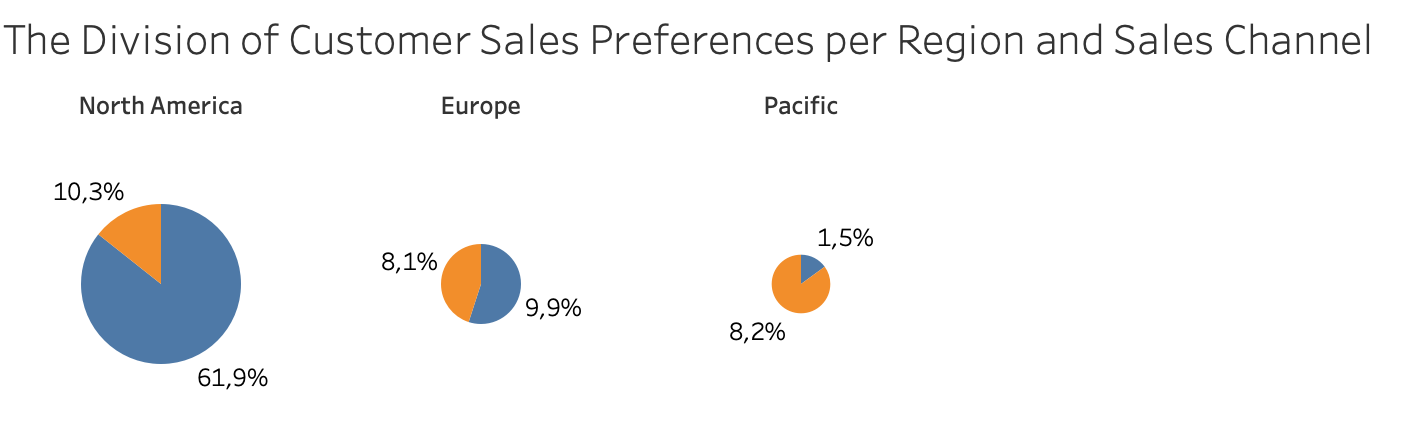 The Division of Customer Sales Preferences per Region and Sales Channel
North America
Europe
Pacific
10,3%
61,9%
8,1%
9,9%
1,5%
8,2%